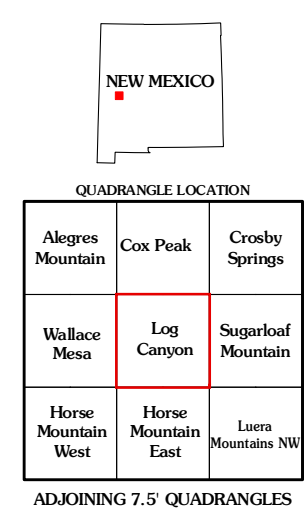 NEW MEXICO
QUADRANGLE LOCATION
Alegres
Mountain
Cox Peak
Crosby
Springs
Wallace
Mesa
Log
Canyon
Sugarloaf
Mountain
Horse
Mountain
West
Horse
Mountain
East
Luera
Mountains NW
ADJOINING 7.5' QUADRANGLES